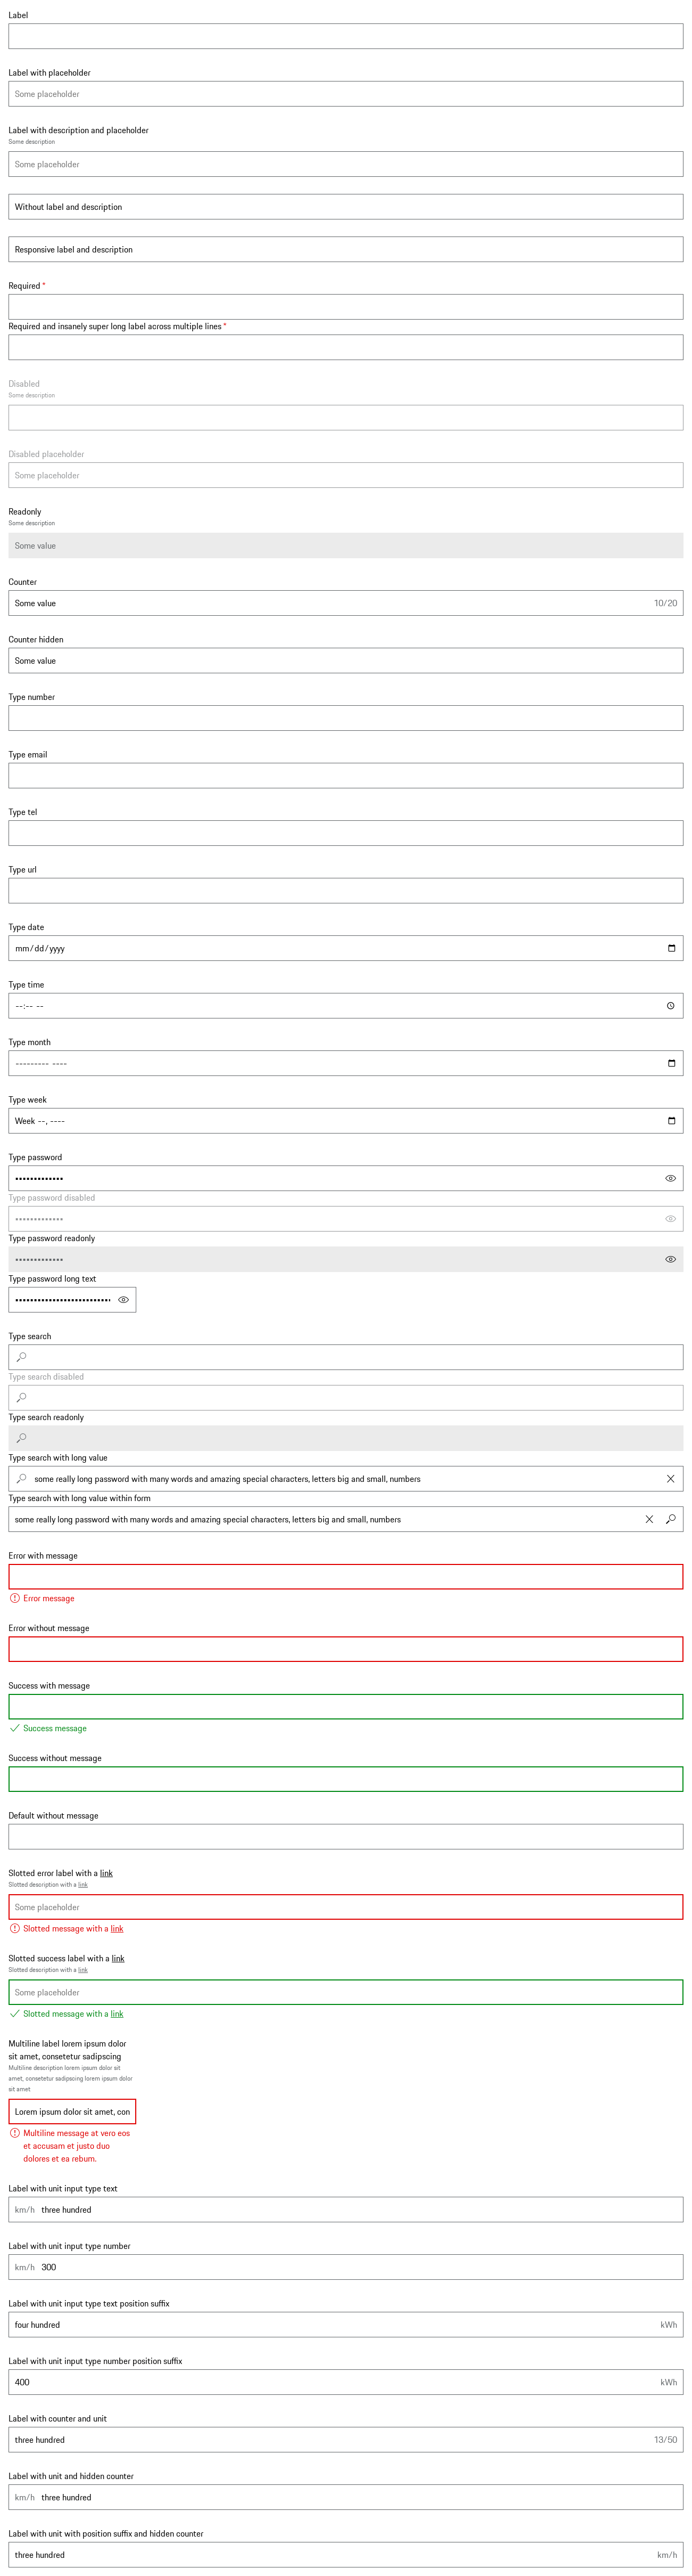 Label
Label with placeholder
Some placeholder
Label with description and placeholder
Some description
Some placeholder
Without label and description
Responsive label and description
Required *
Required and insanely super long label across multiple lines *
Disabled
Some description
Disabled placeholder
Some placeholder
Readonly
Some description
Some value
Counter
Some value 10/20
Counter hidden
Some value
Type number
Type email
Type tel
Type url
Type date
mm/dd/yyyy
Type time
--:-- --
Type month
--------- ----
Type week
Week --, ----
Type password
•••••••••••••
Type password disabled
•••••••••••••
Type password readonly
•••••••••••••
Type password long text
••••••••••••••••••••••••••
Type search
Type search disabled
Type search readonly
Type search with long value
some really long password with many words and amazing special characters, letters big and small, numbers
Type search with long value within form
some really long password with many words and amazing special characters, letters big and small, numbers
Error with message
Error message
Error without message
Success with message
Success message
Success without message
Default without message
Slotted error label with a link
Slotted description with a link
Some placeholder
Slotted message with a link
Slotted success label with a link
Slotted description with a link
Some placeholder
Slotted message with a link
Multiline label lorem ipsum dolor
sit amet, consetetur sadipscing
Multiline description lorem ipsum dolor sit
amet, consetetur sadipscing lorem ipsum dolor
sit amet
Lorem ipsum dolor sit amet, con
Multiline message at vero eos
et accusam et justo duo
dolores et ea rebum.
Label with unit input type text
km/h three hundred
Label with unit input type number
km/h 300
Label with unit input type text position suffix
four hundred kWh
Label with unit input type number position suffix
400 kWh
Label with counter and unit
three hundred 13/50
Label with unit and hidden counter
km/h three hundred
Label with unit with position suffix and hidden counter
three hundred km/h